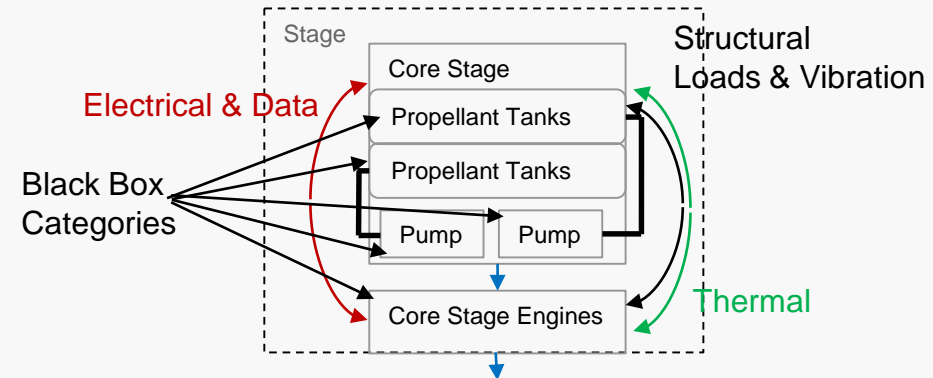 Stage
Structural
Loads & Vibration
Core Stage
Electrical & Data
Propellant Tanks
Propellant Tanks
Black Box
Categories
Pump
Pump
Thermal
Core Stage Engines